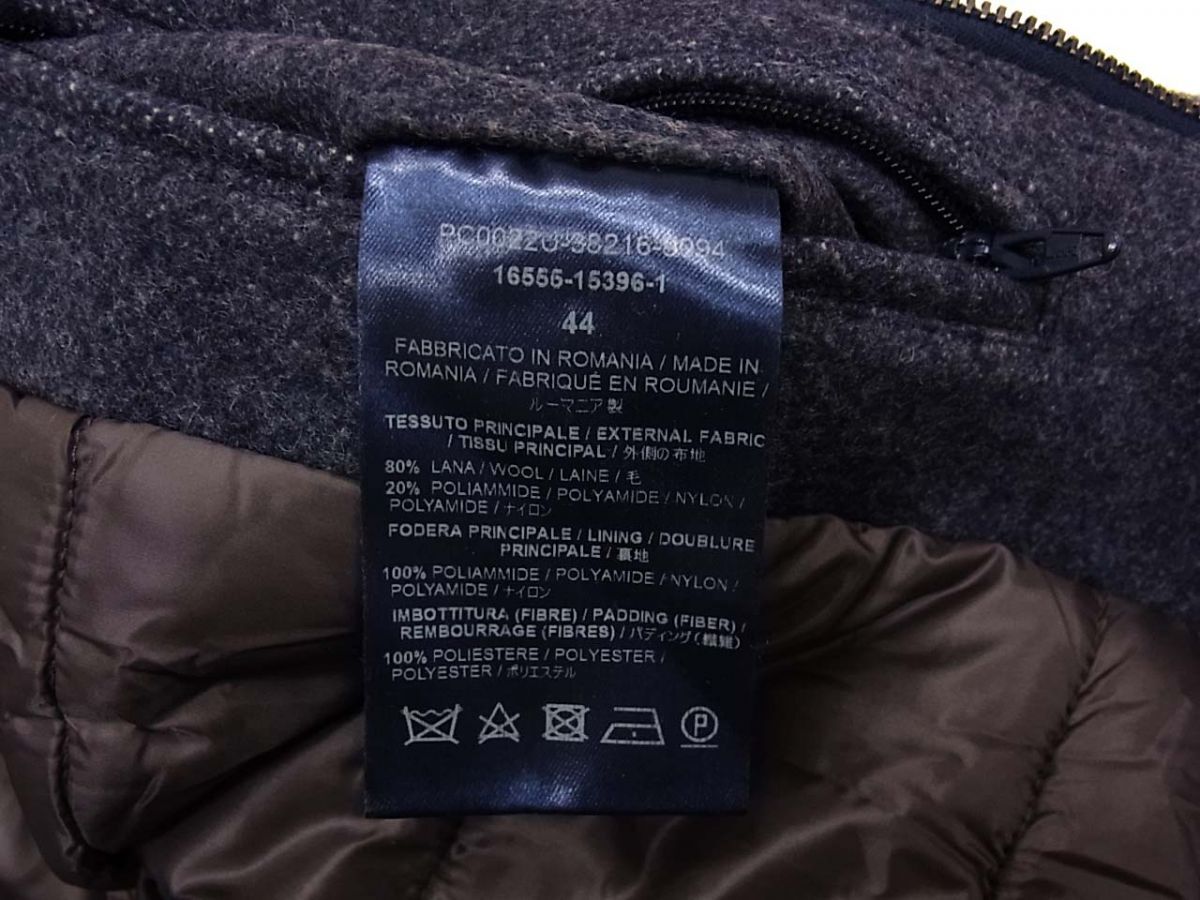 16555-15396-1
44
FABBRICATO IN ROMANIA / MADE IN
ROMANIA / FABRIQUÉ EN ROUMANIE /
ルーマニア製
TESSUTO PRINCIPALE / EXTERNAL FABRIC
/ TISSU PRINCIPAL / 外側の布地
80% LANA / WOOL / LAINE / 毛
20% POLIAMMIDE / POLYAMIDE / NYLON /
POLYAMIDE / ナイロン
FODERA PRINCIPALE / LINING / DOUBLURE
PRINCIPALE / 裏地
100% POLIAMMIDE / POLYAMIDE / NYLON /
POLYAMIDE / ナイロン
IMBOTTITURA (FIBRE) / PADDING (FIBER) /
REMBOURRAGE (FIBRES) / パディング (繊維)
100% POLIESTERE / POLYESTER /
POLYESTER / ポリエステル
P